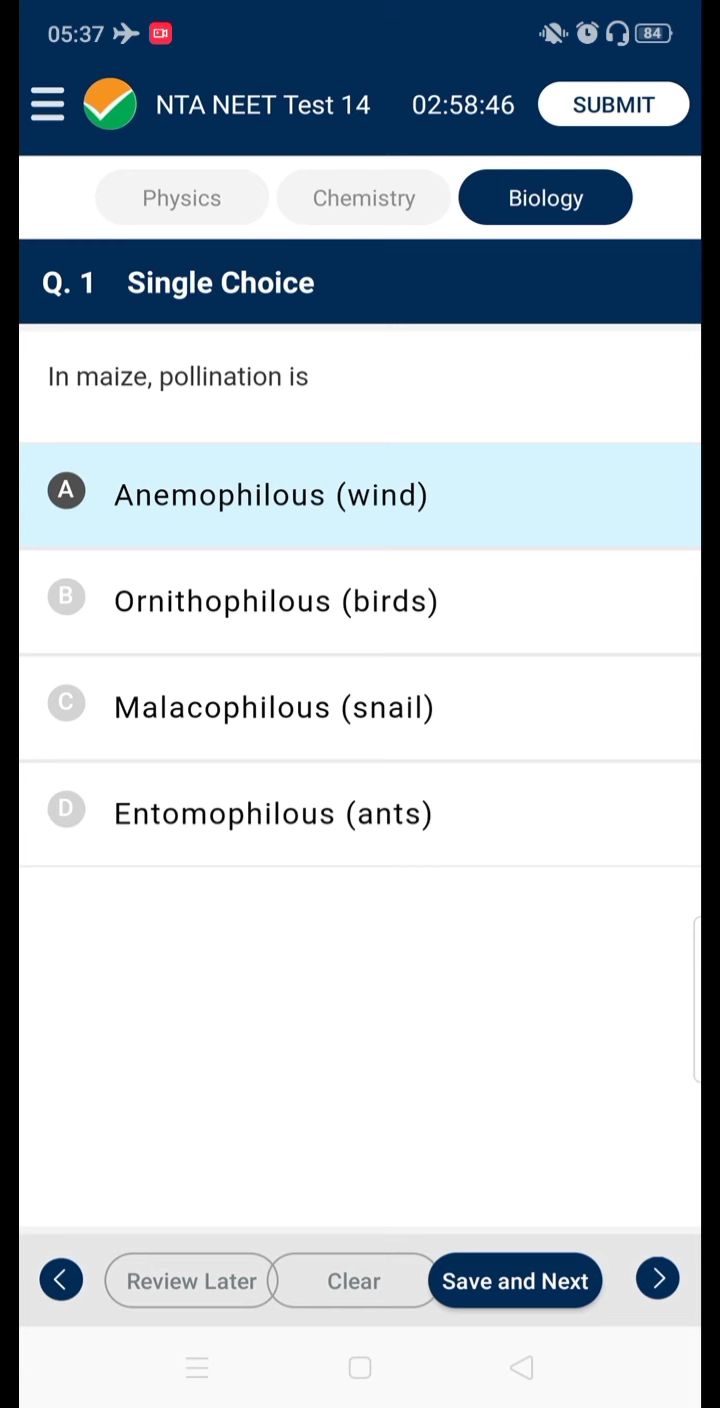 05:37 84
NTA NEET Test 14 02:58:46 SUBMIT
Physics Chemistry Biology
Q. 1 Single Choice
In maize, pollination is
A Anemophilous (wind)
B Ornithophilous (birds)
C Malacophilous (snail)
D Entomophilous (ants)
Review Later Clear Save and Next